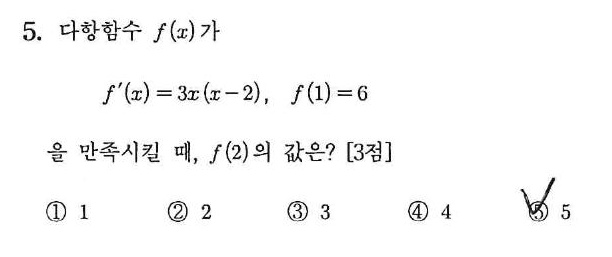 5. 다항함수 f(x)가
f′(x)=3x(x-2), f(1)=6
을 만족시킬 때, f(2)의 값은? [3점]
① 1 ② 2 ③ 3 ④ 4 ⑤ 5